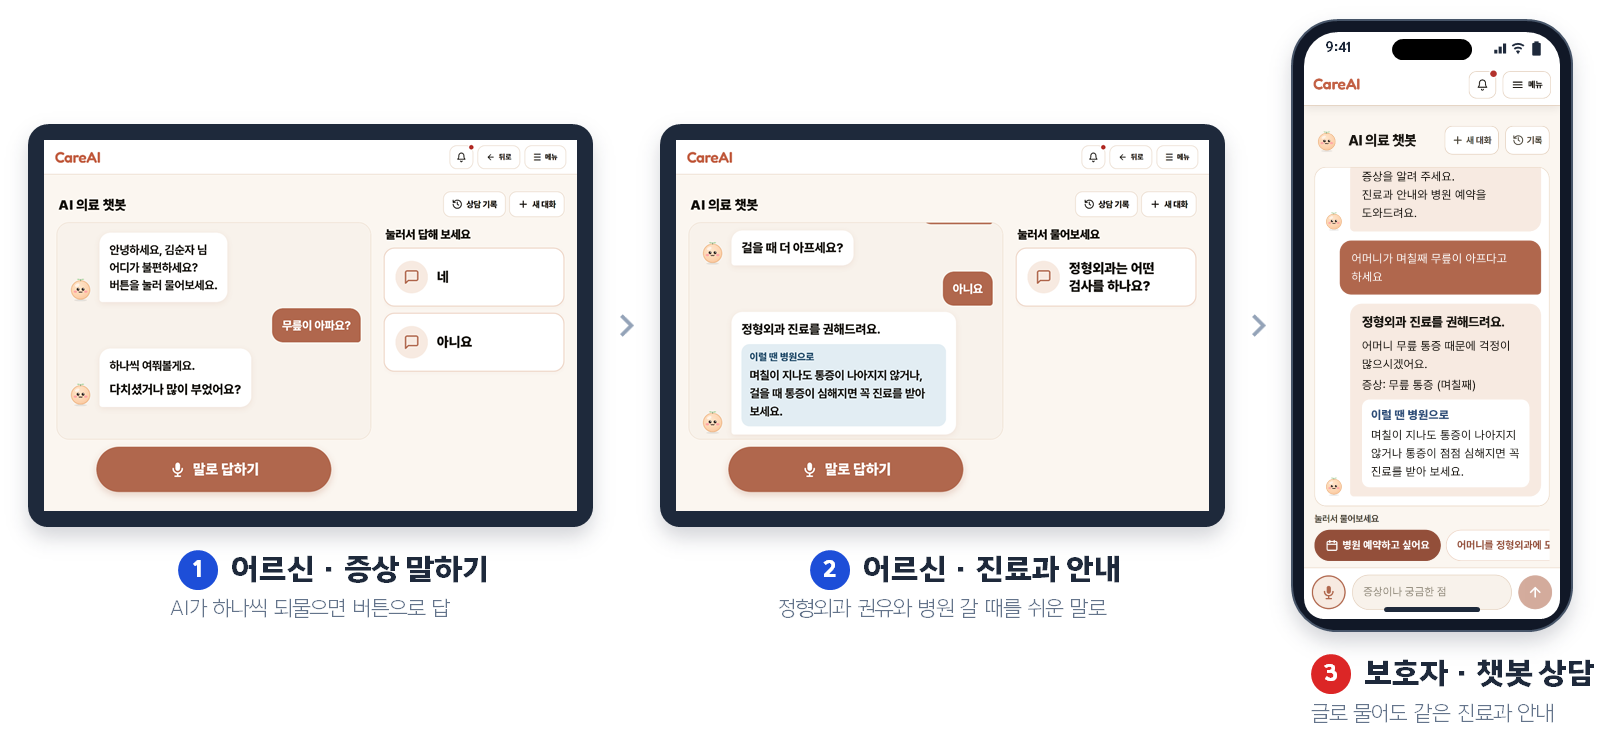 CareAI
뒤로
메뉴
AI 의료 챗봇
상담 기록
새 대화
안녕하세요, 김순자 님
어디가 불편하세요?
버튼을 눌러 물어보세요.
무릎이 아파요?
하나씩 여쭤볼게요.
다치셨거나 많이 부었어요?
눌러서 답해 보세요
네
아니요
말로 답하기
1 어르신 · 증상 말하기
AI가 하나씩 되물으면 버튼으로 답
CareAI
뒤로
메뉴
AI 의료 챗봇
상담 기록
새 대화
걸을 때 더 아프세요?
아니요
정형외과 진료를 권해드려요.
이럴 땐 병원으로
며칠이 지나도 통증이 나아지지 않거나,
걸을 때 통증이 심해지면 꼭 진료를 받아
보세요.
눌러서 물어보세요
정형외과는 어떤
검사를 하나요?
말로 답하기
2 어르신 · 진료과 안내
정형외과 권유와 병원 갈 때를 쉬운 말로
9:41
CareAI
메뉴
AI 의료 챗봇
새 대화
기록
증상을 알려 주세요.
진료과 안내와 병원 예약을
도와드려요.
어머니가 며칠째 무릎이 아프다고
하세요
정형외과 진료를 권해드려요.
어머니 무릎 통증 때문에 걱정이
많으시겠어요.
증상: 무릎 통증 (며칠째)
이럴 땐 병원으로
며칠이 지나도 통증이 나아지지
않거나 통증이 점점 심해지면 꼭
진료를 받아 보세요.
눌러서 물어보세요
병원 예약하고 싶어요
어머니를 정형외과에 모
증상이나 궁금한 점
3 보호자 · 챗봇 상담
글로 물어도 같은 진료과 안내